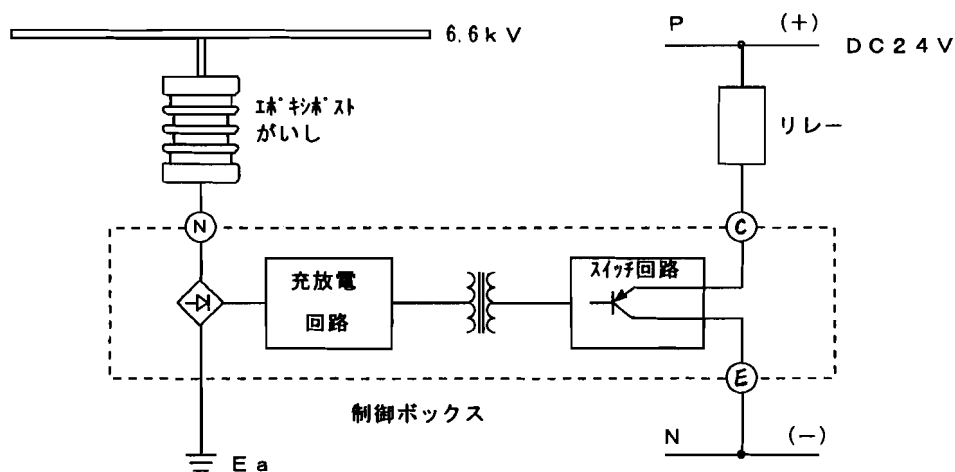 6.6kV
P (+)
DC24V
ｴﾎﾟｷｼﾎﾟｽﾄ
がいし
リレー
N
C
充放電
回路
ｽｲｯﾁ回路
E
制御ボックス
Ea
N (-)